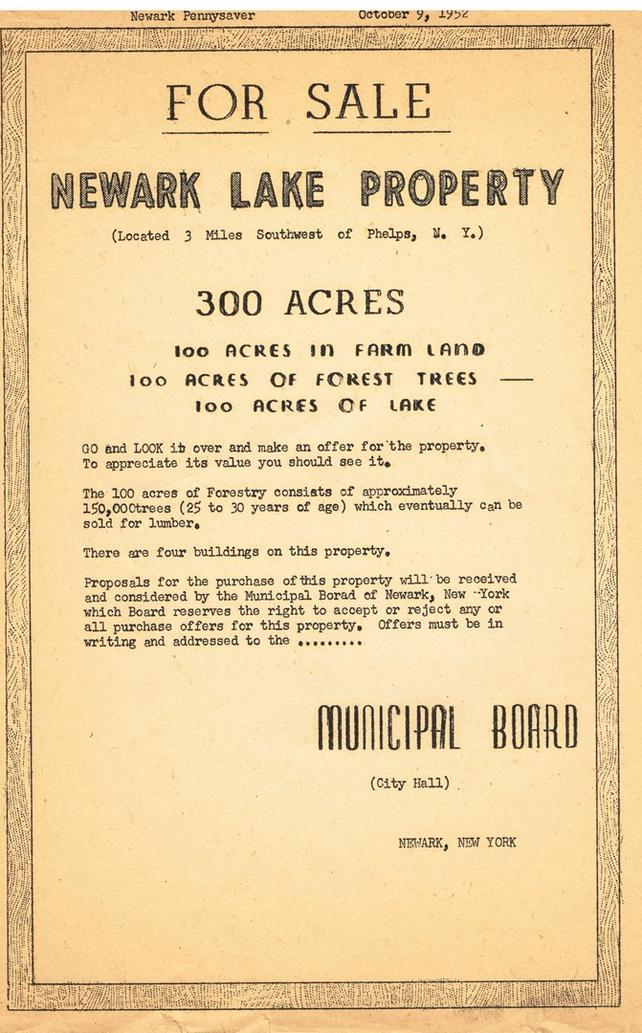 Newark Pennysaver October 9, 1952
FOR SALE
NEWARK LAKE PROPERTY
(Located 3 Miles Southwest of Phelps, N. Y.)
300 ACRES
100 ACRES IN FARM LAND
100 ACRES OF FOREST TREES —
100 ACRES OF LAKE
GO and LOOK it over and make an offer for the property.
To appreciate its value you should see it.
The 100 acres of Forestry consists of approximately
150,000trees (25 to 30 years of age) which eventually can be
sold for lumber.
There are four buildings on this property.
Proposals for the purchase of this property will be received
and considered by the Municipal Borad of Newark, New -York
which Board reserves the right to accept or reject any or
all purchase offers for this property. Offers must be in
writing and addressed to the .........
MUNICIPAL BOARD
(City Hall)
NEWARK, NEW YORK